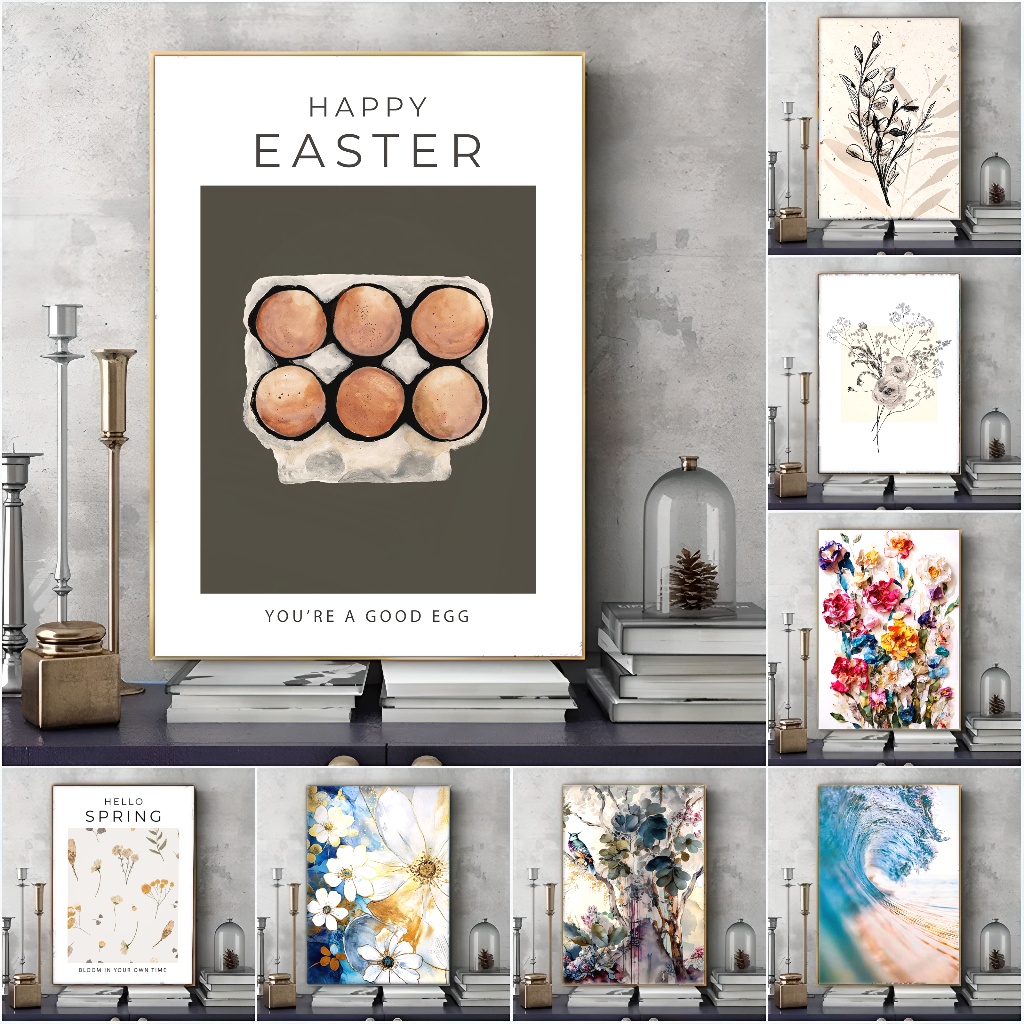 HAPPY
EASTER
YOU'RE A GOOD EGG
HELLO
SPRING
BLOOM IN YOUR OWN TIME